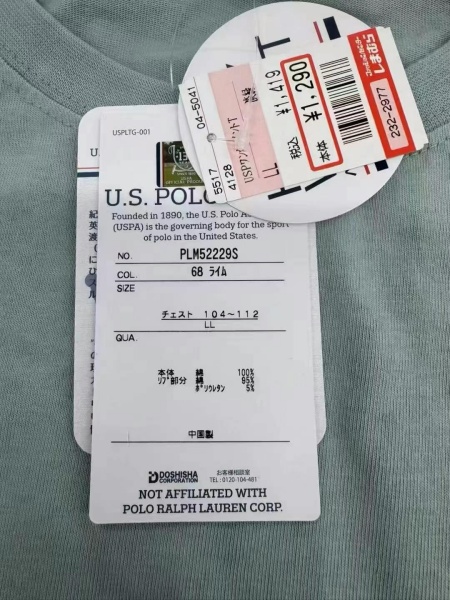 USPLTG-001
U.S. POLO
Founded in 1890, the U.S. Polo A
(USPA) is the governing body for the sport
of polo in the United States.
NO. PLM52229S
COL. 68 ライム
SIZE
チェスト 104～112
LL
QUA.
本体 綿 100%
リブ部分 綿 95%
ポリウレタン 5%
中国製
DOSHISHA
CORPORATION
お客様相談室
TEL:0120-104-481
NOT AFFILIATED WITH
POLO RALPH LAUREN CORP.
04-5041
5517
4128
LL
税込 ¥1,419
本体 ¥1,290
しまむら
232-2977